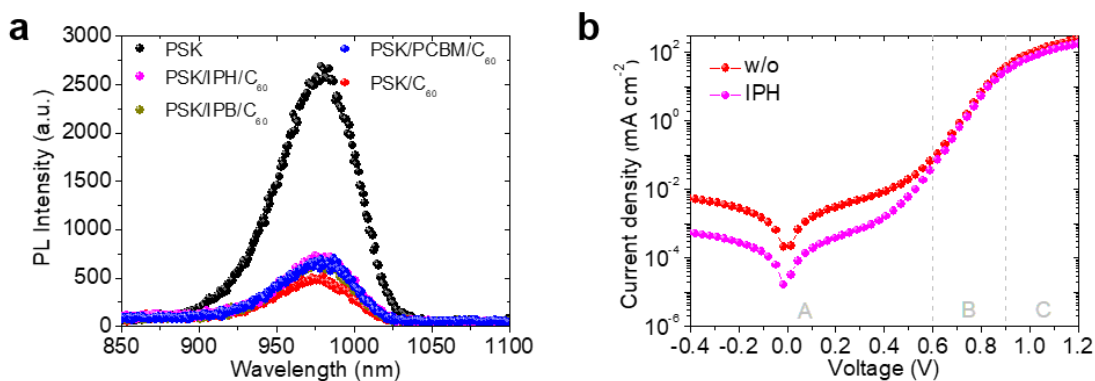 a
3000
2500
2000
1500
1000
500
0
PL Intensity (a.u.)
PSK
PSK/PCBM/C₆₀
PSK/IPH/C₆₀
PSK/C₆₀
PSK/IPB/C₆₀
850 900 950 1000 1050 1100
Wavelength (nm)
b
10²
10⁰
10⁻²
10⁻⁴
10⁻⁶
Current density (mA cm⁻²)
w/o
IPH
A B C
-0.4 -0.2 0.0 0.2 0.4 0.6 0.8 1.0 1.2
Voltage (V)